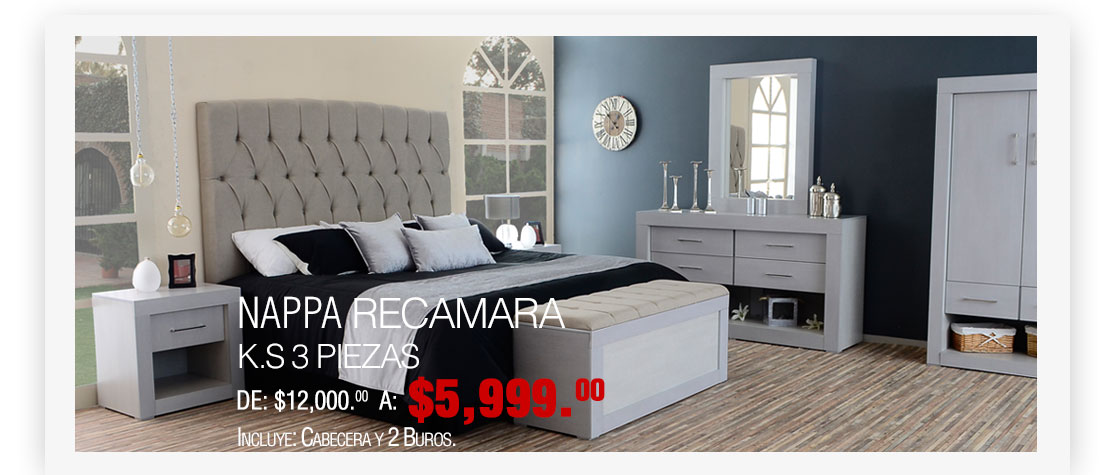 NAPPA RECAMARA
K.S 3 PIEZAS
DE: $12,000.00 A: $5,999.00
INCLUYE: CABECERA Y 2 BUROS.